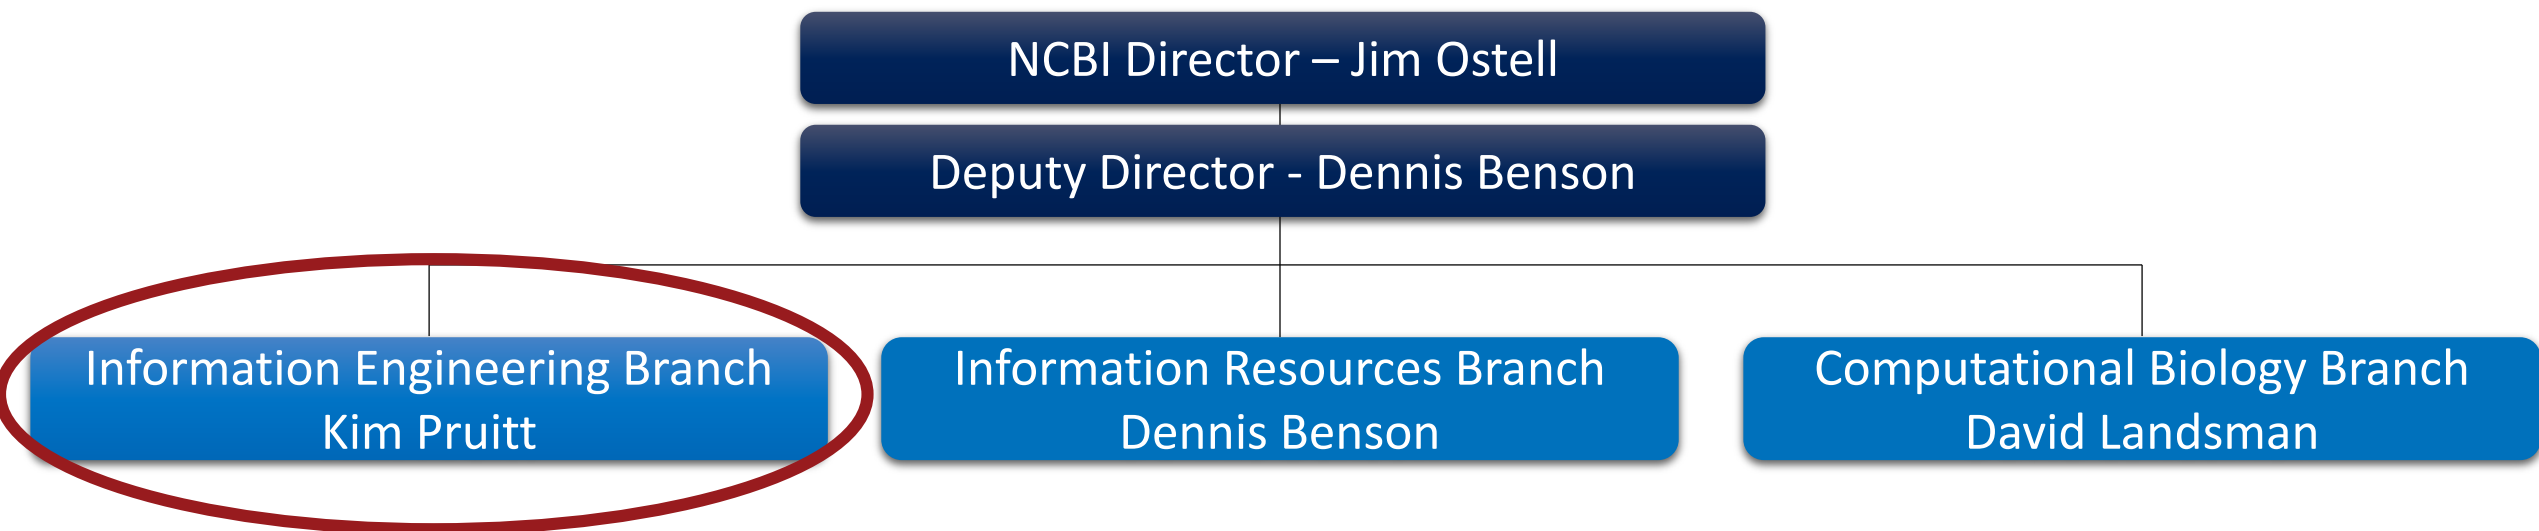 NCBI Director – Jim Ostell
Deputy Director - Dennis Benson
Information Engineering Branch
Kim Pruitt
Information Resources Branch
Dennis Benson
Computational Biology Branch
David Landsman